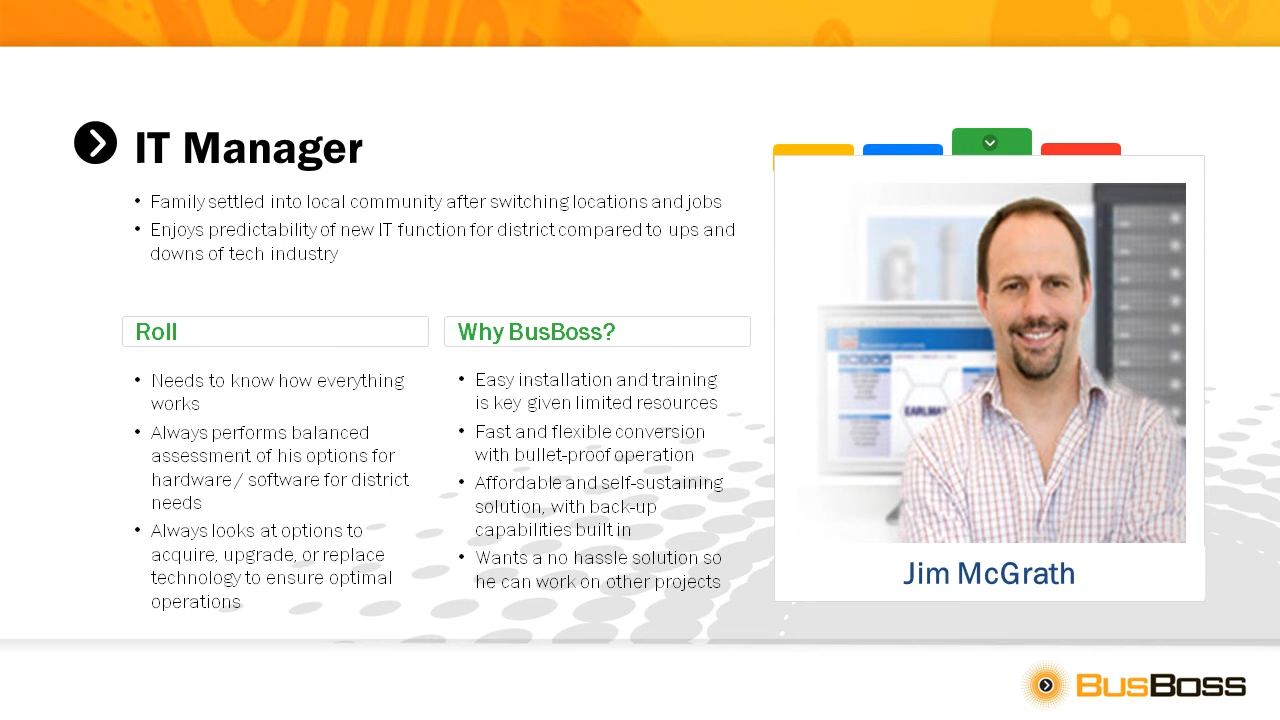 IT Manager
• Family settled into local community after switching locations and jobs
• Enjoys predictability of new IT function for district compared to ups and
downs of tech industry
Roll
• Needs to know how everything
works
• Always performs balanced
assessment of his options for
hardware / software for district
needs
• Always looks at options to
acquire, upgrade, or replace
technology to ensure optimal
operations
Why BusBoss?
• Easy installation and training
is key given limited resources
• Fast and flexible conversion
with bullet-proof operation
• Affordable and self-sustaining
solution, with back-up
capabilities built in
• Wants a no hassle solution so
he can work on other projects
EARLMAT
Jim McGrath
BusBoss